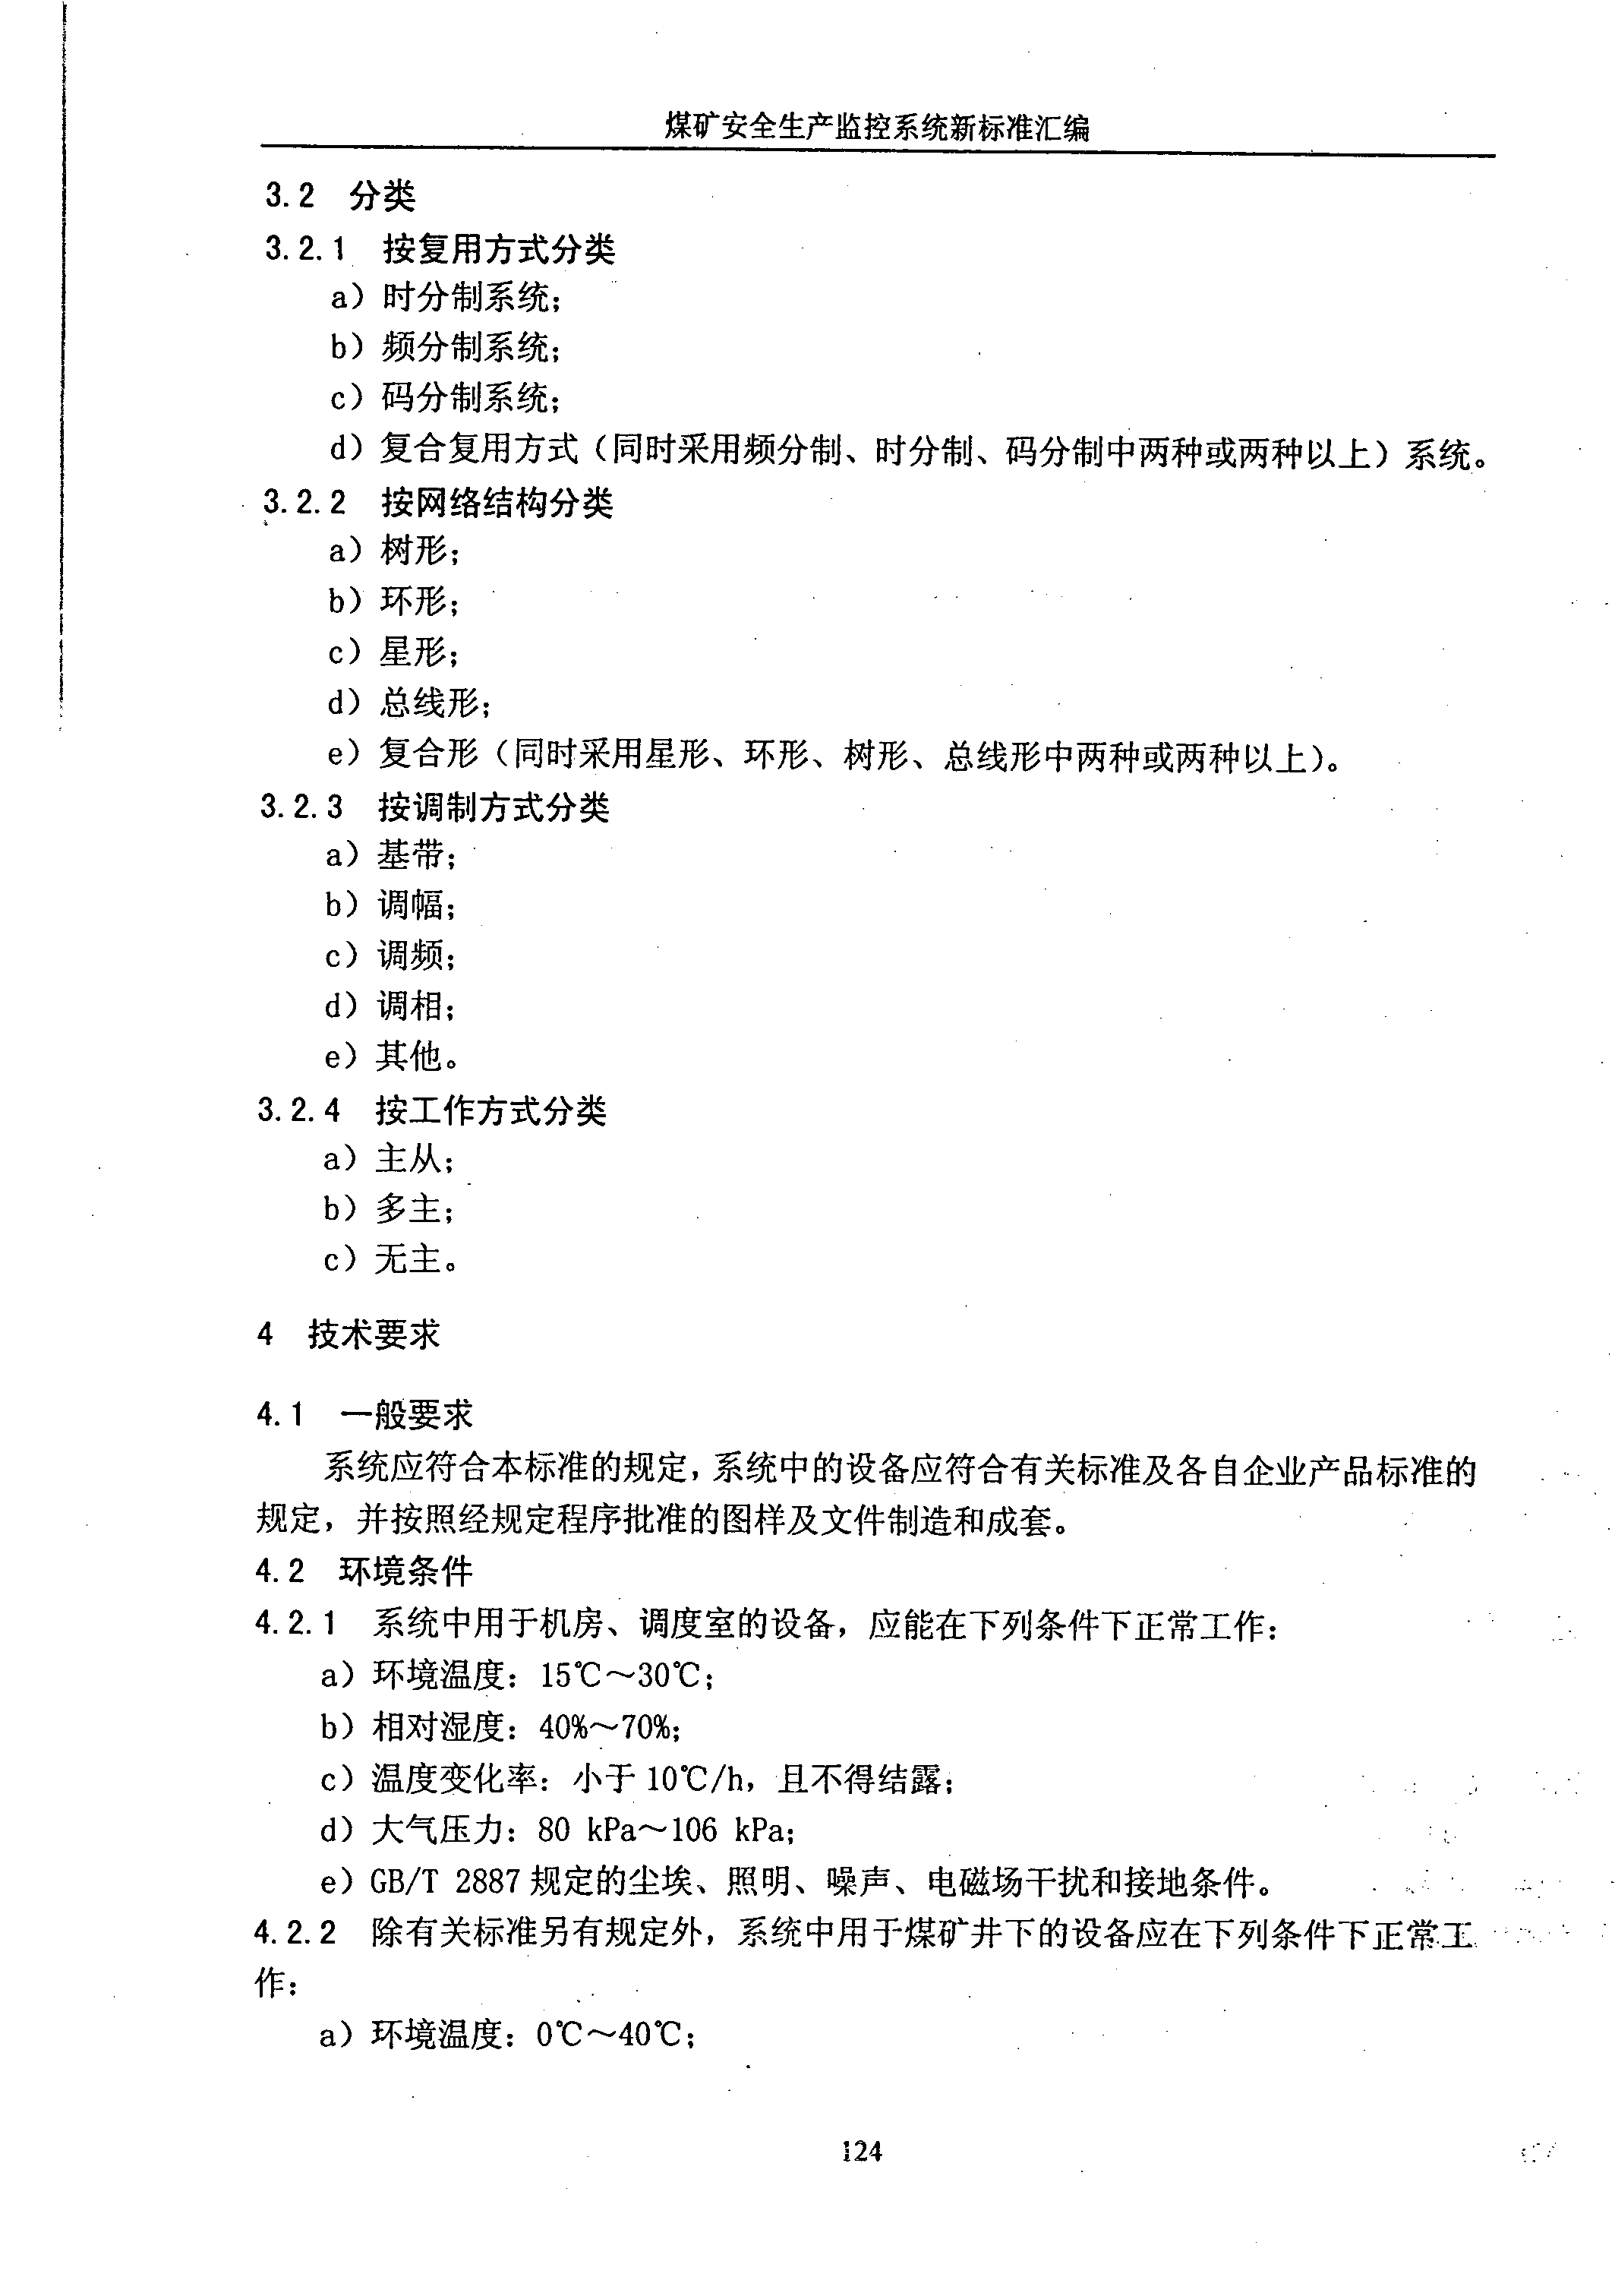 煤矿安全生产监控系统新标准汇编
3.2 分类
3.2.1 按复用方式分类
a）时分制系统；
b）频分制系统；
c）码分制系统；
d）复合复用方式（同时采用频分制、时分制、码分制中两种或两种以上）系统。
3.2.2 按网络结构分类
a）树形；
b）环形；
c）星形；
d）总线形；
e）复合形（同时采用星形、环形、树形、总线形中两种或两种以上）。
3.2.3 按调制方式分类
a）基带；
b）调幅；
c）调频；
d）调相；
e）其他。
3.2.4 按工作方式分类
a）主从；
b）多主；
c）无主。
4 技术要求
4.1 一般要求
系统应符合本标准的规定，系统中的设备应符合有关标准及各自企业产品标准的
规定，并按照经规定程序批准的图样及文件制造和成套。
4.2 环境条件
4.2.1 系统中用于机房、调度室的设备，应能在下列条件下正常工作：
a）环境温度：15℃～30℃；
b）相对湿度：40%～70%；
c）温度变化率：小于 10℃/h，且不得结露；
d）大气压力：80 kPa～106 kPa；
e）GB/T 2887 规定的尘埃、照明、噪声、电磁场干扰和接地条件。
4.2.2 除有关标准另有规定外，系统中用于煤矿井下的设备应在下列条件下正常工
作：
a）环境温度：0℃～40℃；
124